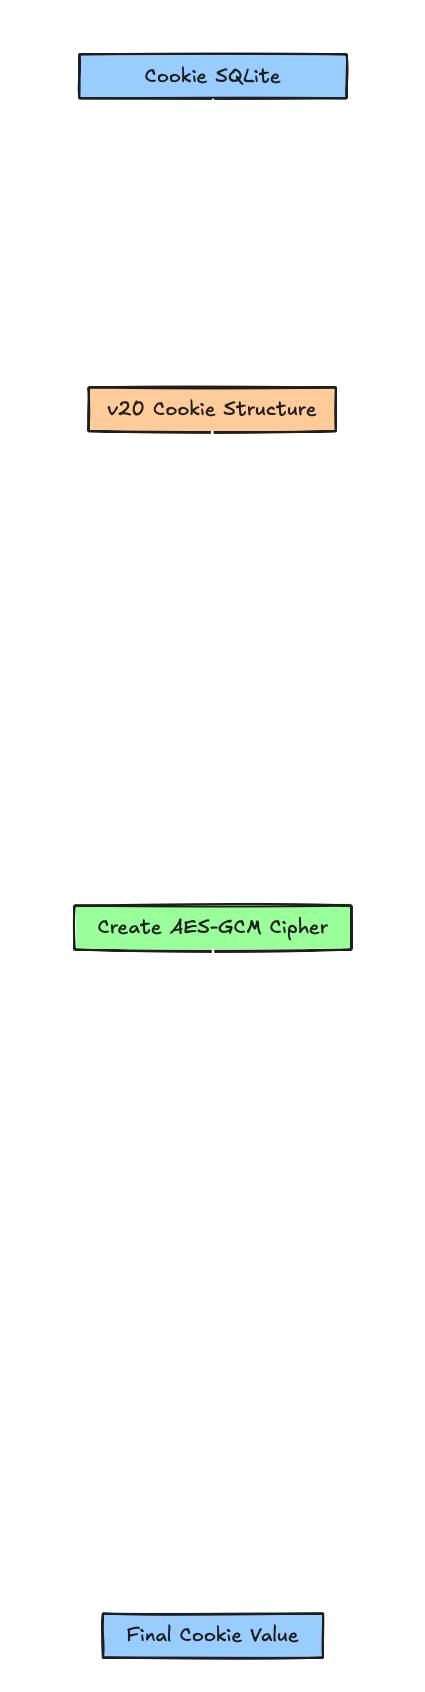 Cookie SQLite
v20 Cookie Structure
Create AES-GCM Cipher
Final Cookie Value